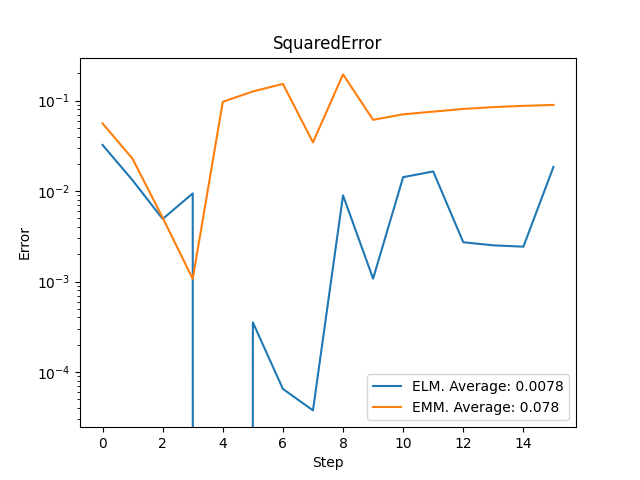 SquaredError
Error
10⁻¹
10⁻²
10⁻³
10⁻⁴
0 2 4 6 8 10 12 14
Step
ELM. Average: 0.0078
EMM. Average: 0.078